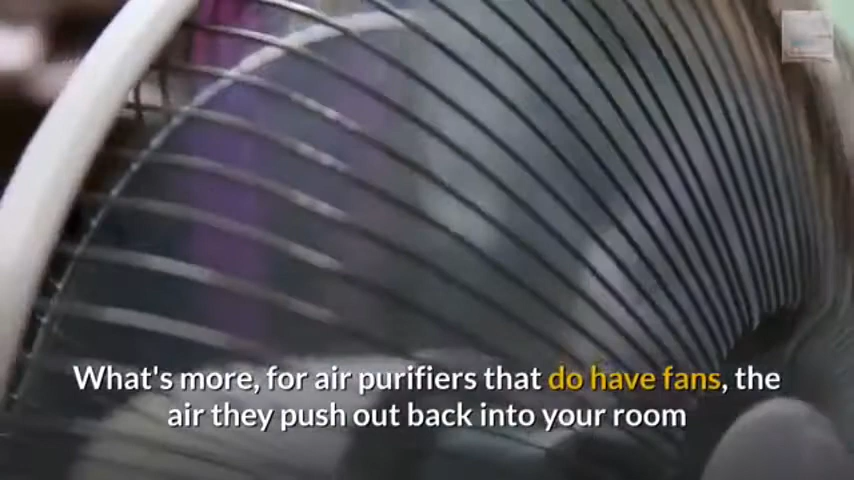 What's more, for air purifiers that do have fans, the
air they push out back into your room